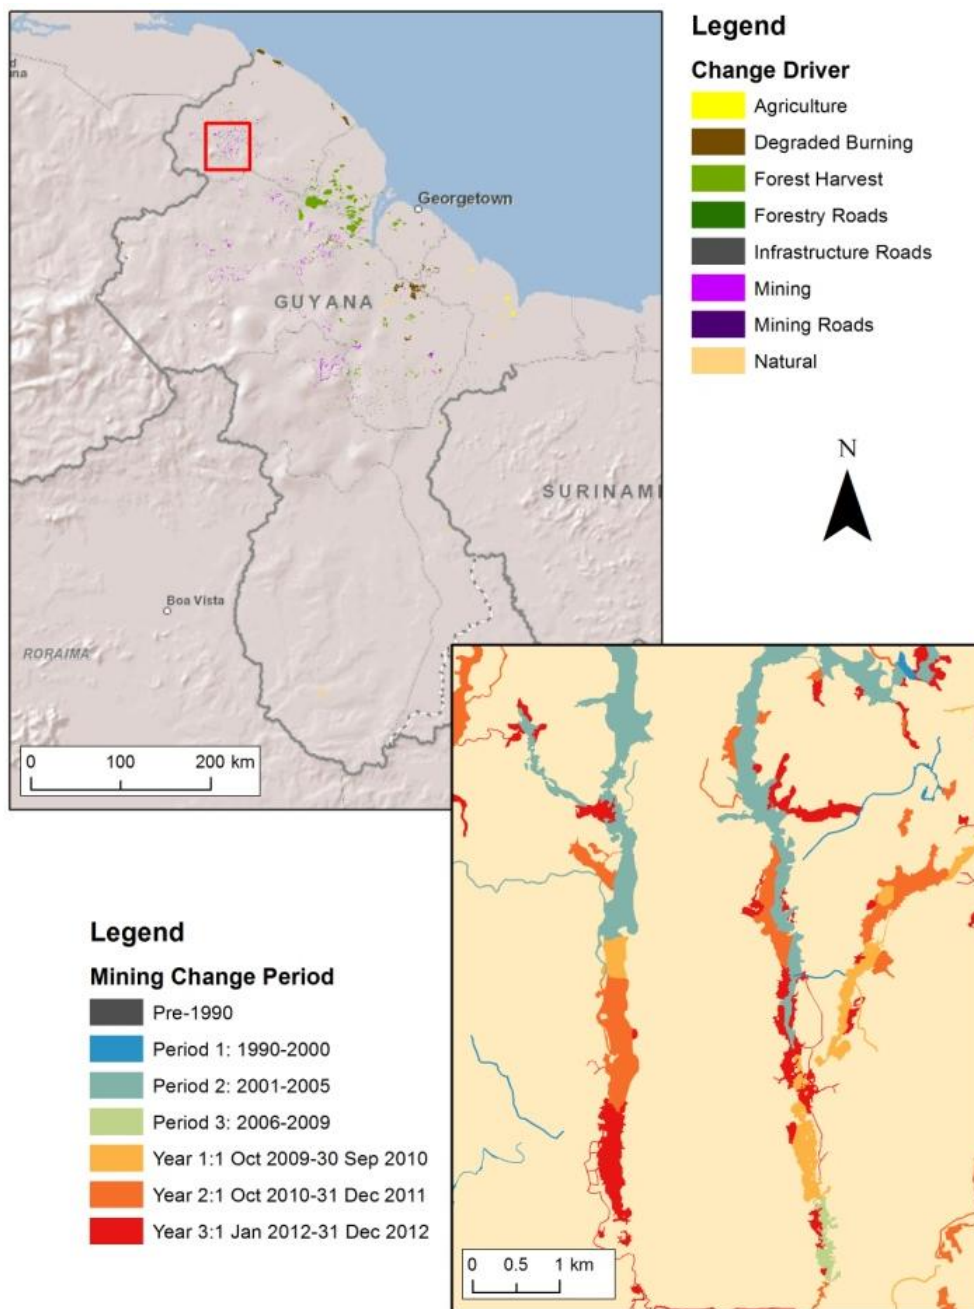 Legend
Change Driver
Agriculture
Degraded Burning
Forest Harvest
Forestry Roads
Infrastructure Roads
Mining
Mining Roads
Natural
N
Georgetown
GUYANA
SURINAM
Boa Vista
RORAIMA
0 100 200 km
Legend
Mining Change Period
Pre-1990
Period 1: 1990-2000
Period 2: 2001-2005
Period 3: 2006-2009
Year 1:1 Oct 2009-30 Sep 2010
Year 2:1 Oct 2010-31 Dec 2011
Year 3:1 Jan 2012-31 Dec 2012
0 0.5 1 km